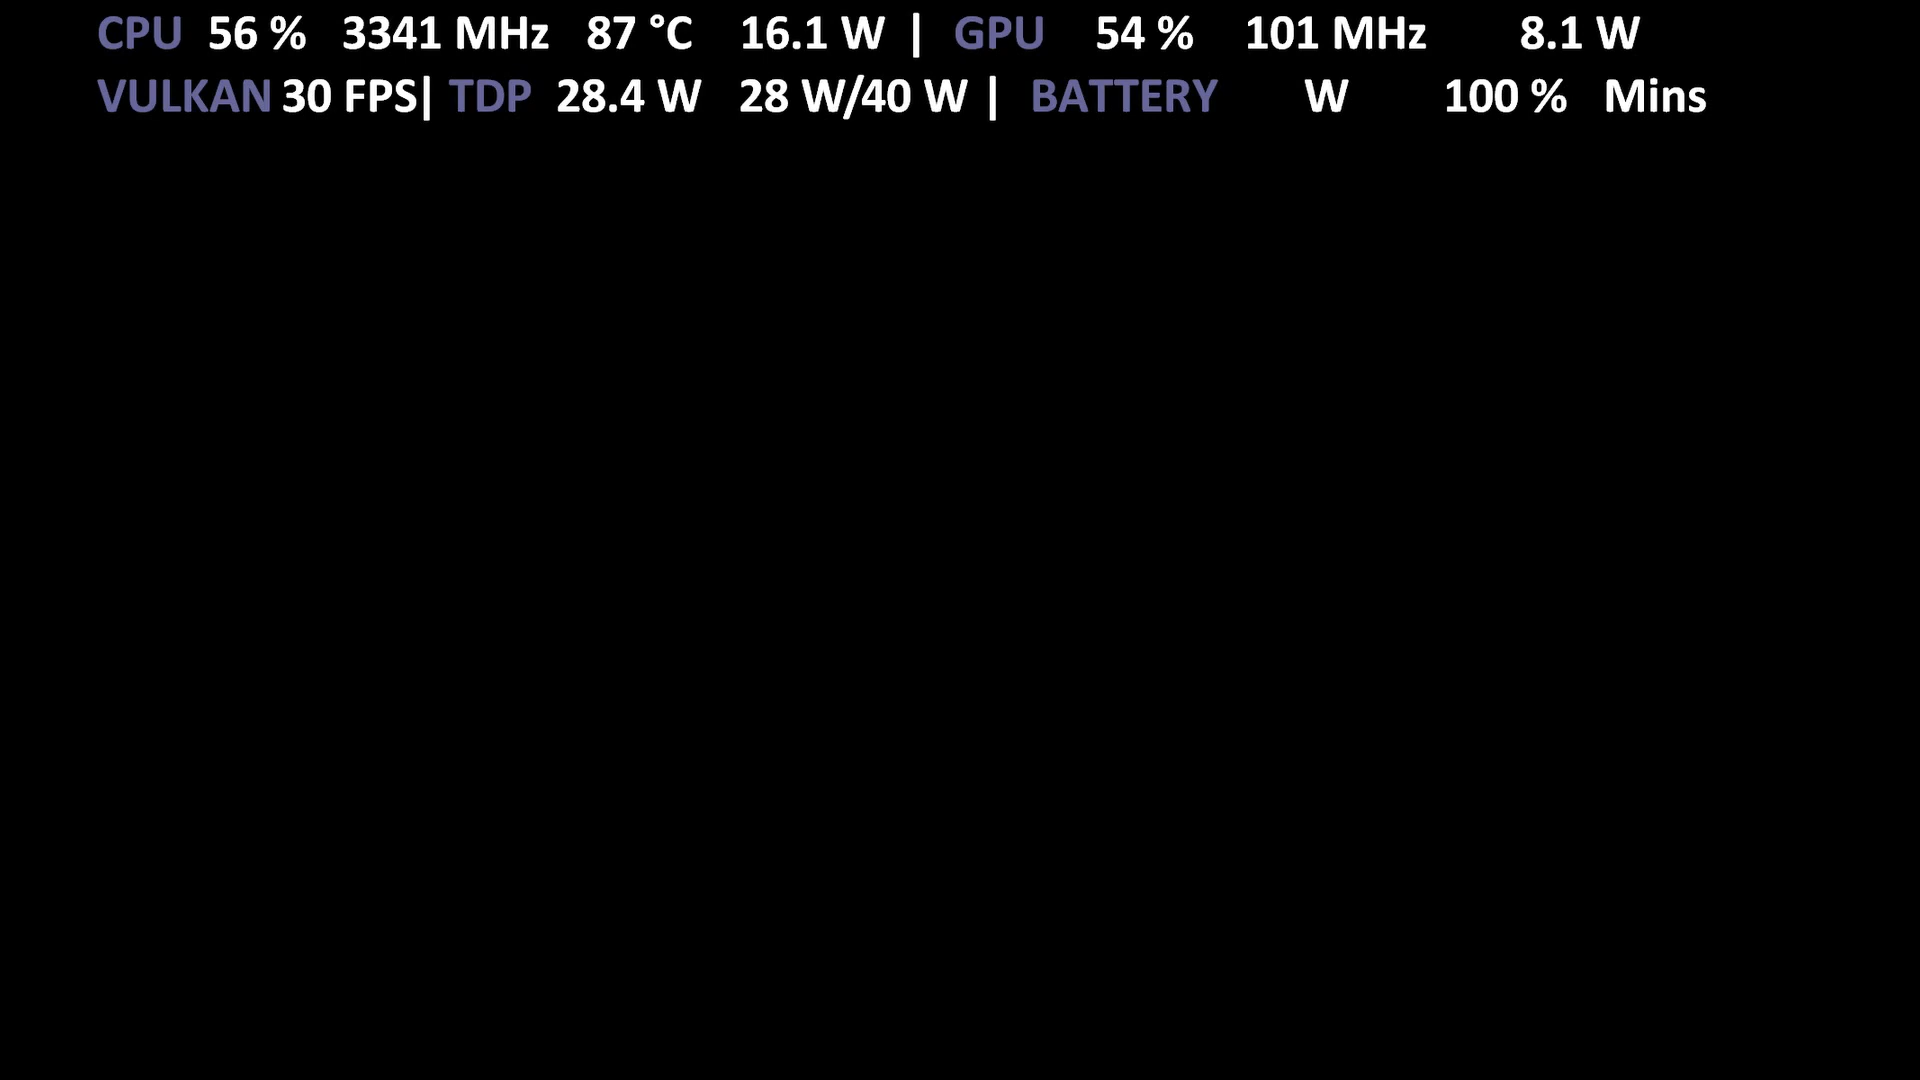 CPU 56 % 3341 MHz 87 °C 16.1 W | GPU 54 % 101 MHz 8.1 W
VULKAN 30 FPS| TDP 28.4 W 28 W/40 W | BATTERY W 100 % Mins